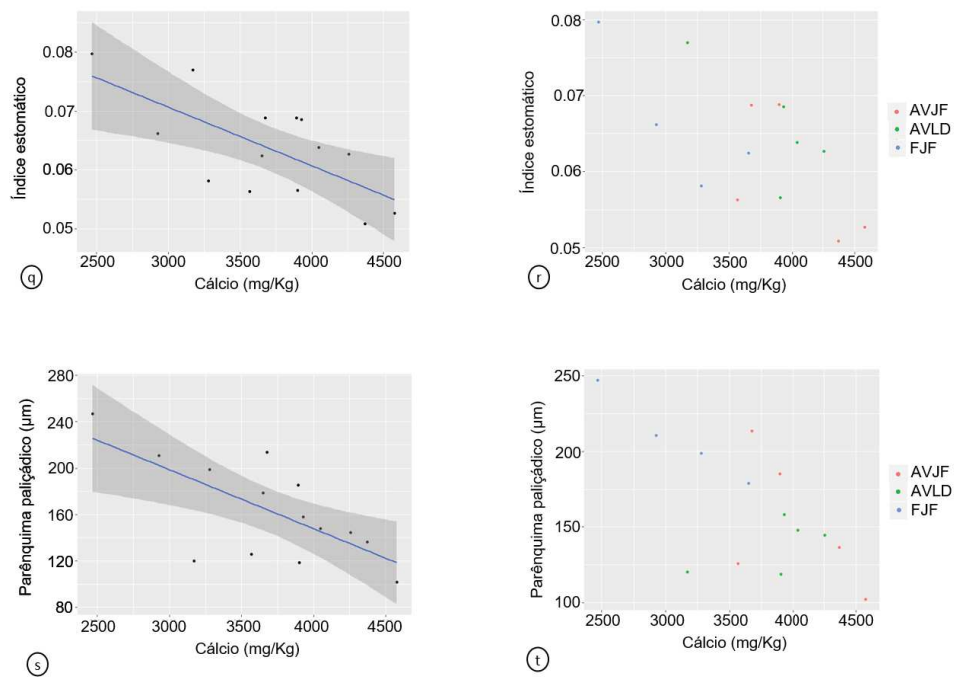 0.08
0.07
0.06
0.05
Índice estomático
2500 3000 3500 4000 4500
Cálcio (mg/Kg)
q
0.08
0.07
0.06
0.05
Índice estomático
2500 3000 3500 4000 4500
Cálcio (mg/Kg)
r
AVJF
AVLD
FJF
280
240
200
160
120
80
Parênquima paliçádico (μm)
2500 3000 3500 4000 4500
Cálcio (mg/Kg)
s
250
200
150
100
Parênquima paliçádico (μm)
2500 3000 3500 4000 4500
Cálcio (mg/Kg)
t
AVJF
AVLD
FJF